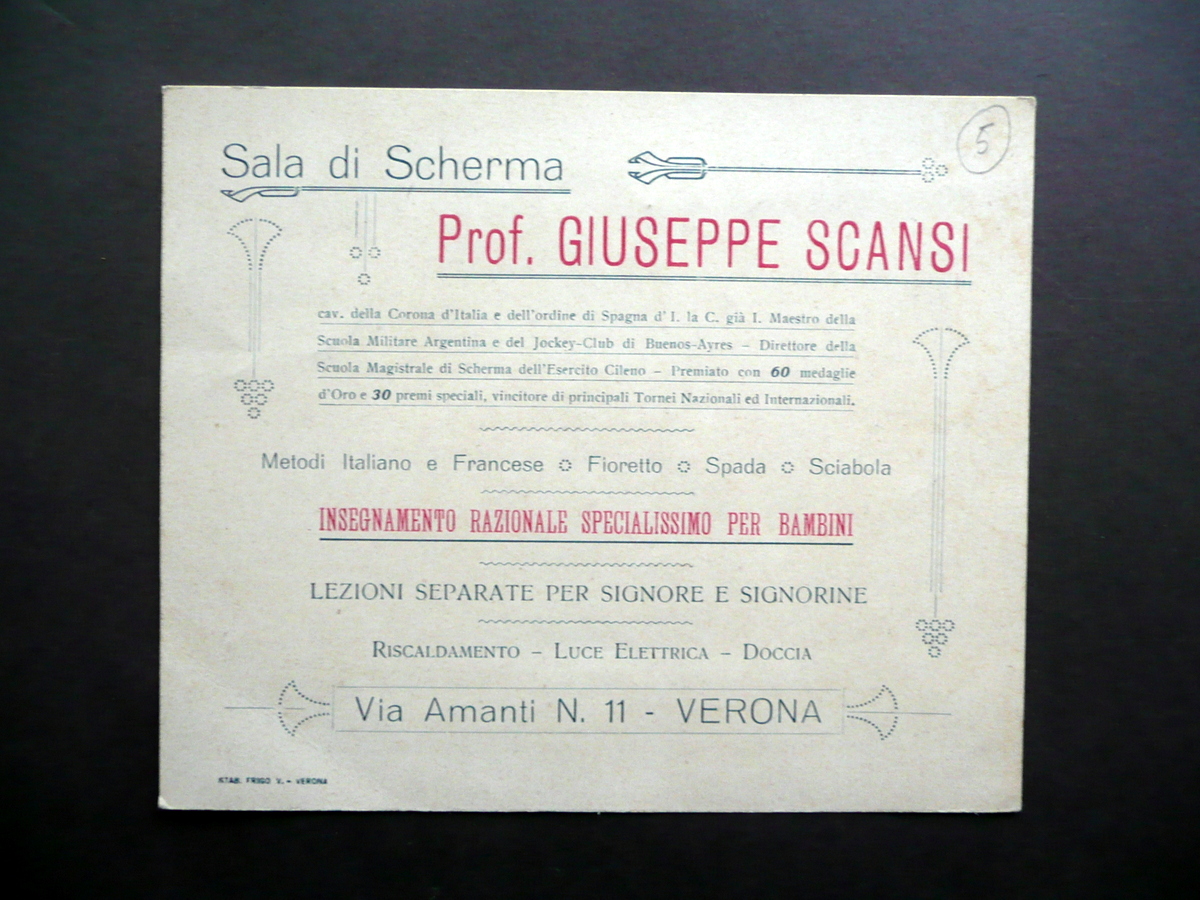 5
Sala di Scherma
Prof. GIUSEPPE SCANSI
cav. della Corona d'Italia e dell'ordine di Spagna d' I. la C. già I. Maestro della
Scuola Militare Argentina e del Jockey-Club di Buenos-Ayres – Direttore della
Scuola Magistrale di Scherma dell'Esercito Cileno – Premiato con 60 medaglie
d'Oro e 30 premi speciali, vincitore di principali Tornei Nazionali ed Internazionali.
Metodi Italiano e Francese Fioretto Spada Sciabola
INSEGNAMENTO RAZIONALE SPECIALISSIMO PER BAMBINI
LEZIONI SEPARATE PER SIGNORE E SIGNORINE
RISCALDAMENTO – LUCE ELETTRICA – DOCCIA
Via Amanti N. 11 - VERONA
STAB. FRIGO V. - VERONA